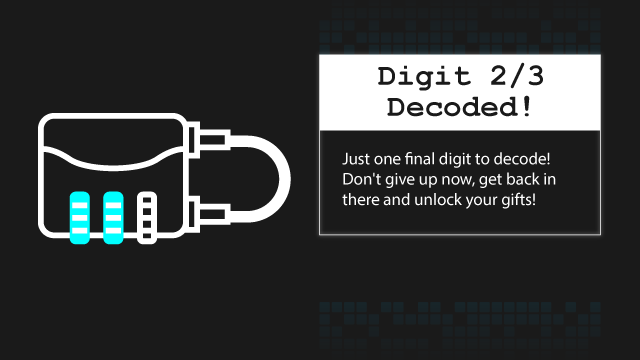 Digit 2/3
Decoded!
Just one final digit to decode!
Don't give up now, get back in
there and unlock your gifts!